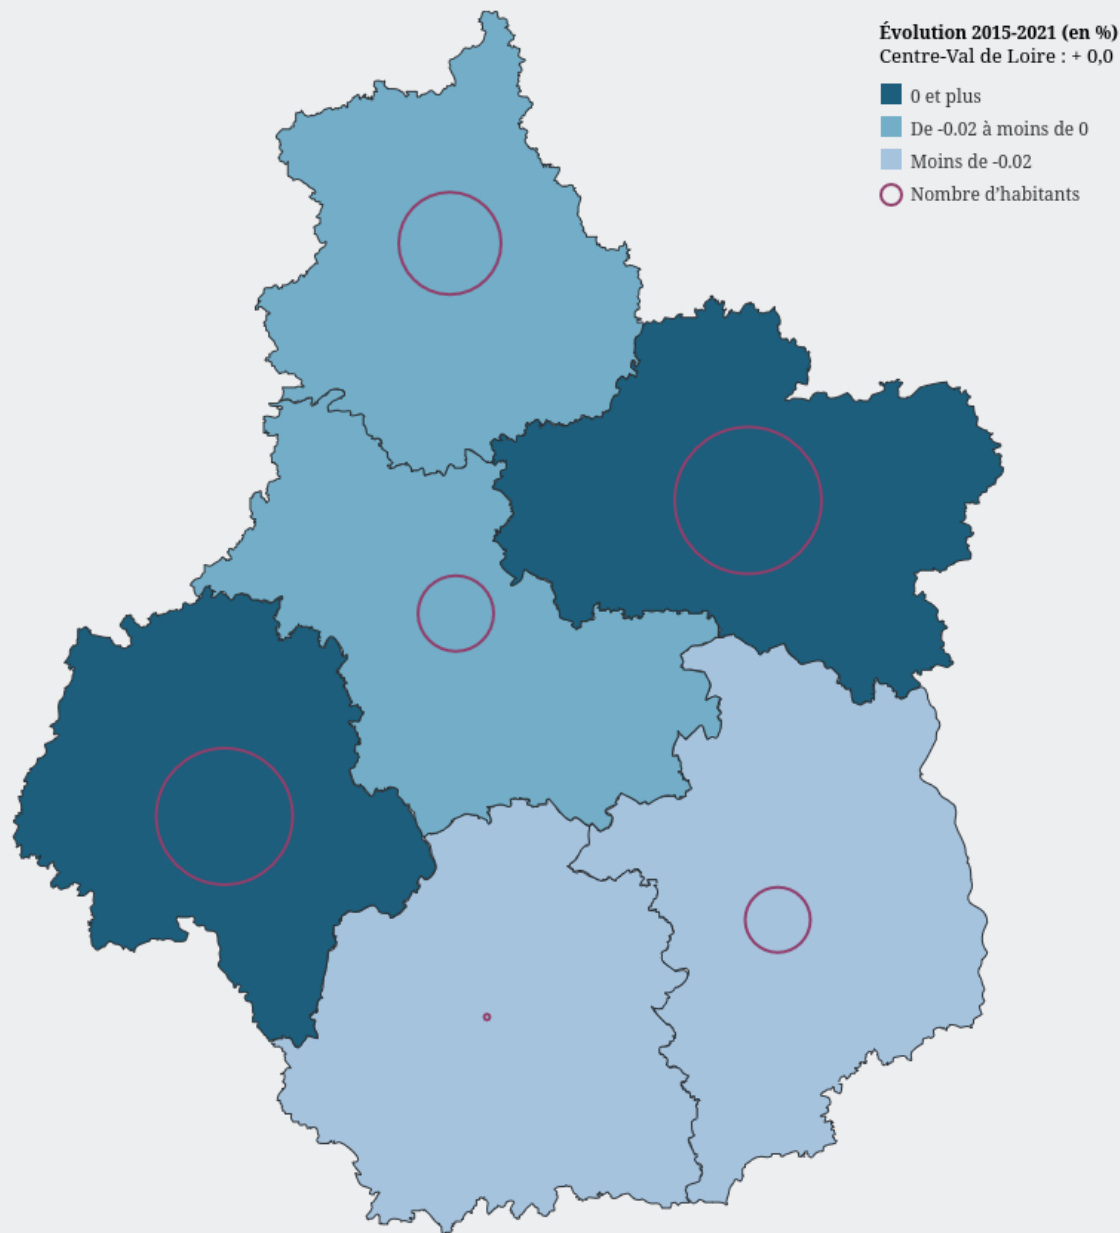 Évolution 2015-2021 (en %)
Centre-Val de Loire : + 0,0
0 et plus
De -0.02 à moins de 0
Moins de -0.02
Nombre d’habitants